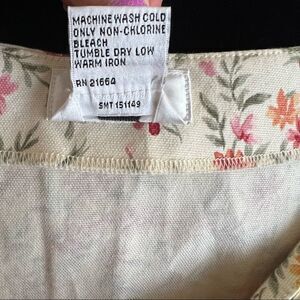 MACHINE WASH COLD
ONLY NON-CHLORINE
BLEACH
TUMBLE DRY LOW
WARM IRON
RN 21664
SMT 151149